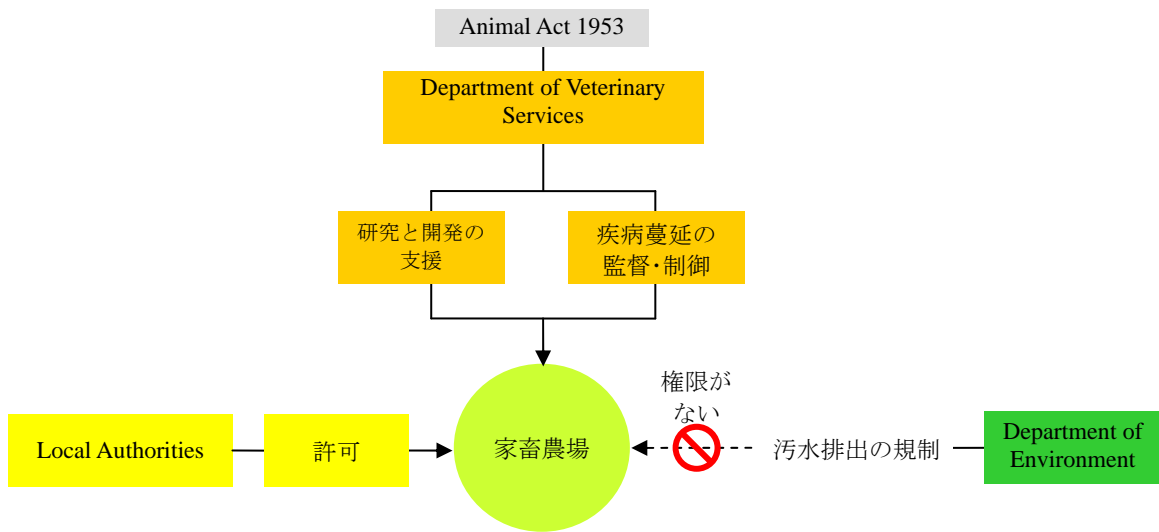 Animal Act 1953
Department of Veterinary
Services
研究と開発の
支援
疾病蔓延の
監督･制御
権限が
ない
Local Authorities
許可
家畜農場
汚水排出の規制
Department of
Environment